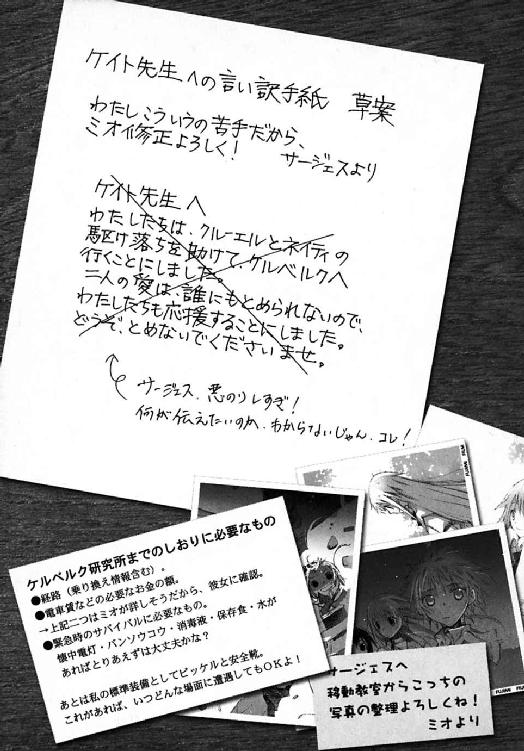 ケイト先生への言い訳手紙　草案
わたしこういうの苦手だから、
ミオ修正よろしく！　　サージェスより
ケイト先生へ
わたしたちは、クルーエルとネイティの
駆け落ちを助けて、ケルベルクへ
行くことにしました。
二人の愛は、誰にもとめられないので、
わたしたちも応援することにしました。
どうぞ、とめないでくださいませ。
サージェス、悪のりしすぎ！
何が伝えたいのか、わからないじゃん、コレ！
ケルベルク研究所までのしおりに必要なもの
●経路（乗り換え情報含む）。
●電車賃などの必要なお金の額。
→上記二つはミオが詳しそうだから、彼女に確認。
●緊急時のサバイバルに必要なもの。
懐中電灯・バンソウコウ・消毒液・保存食・水が
あればとりあえずは大丈夫かな？
あとは私の標準装備としてピッケルと安全靴。
これがあれば、いつどんな場面に遭遇してもOKよ！
サージェスへ
移動教室からこっちの
写真の整理よろしくね！
ミオより
FUJIMI FILM